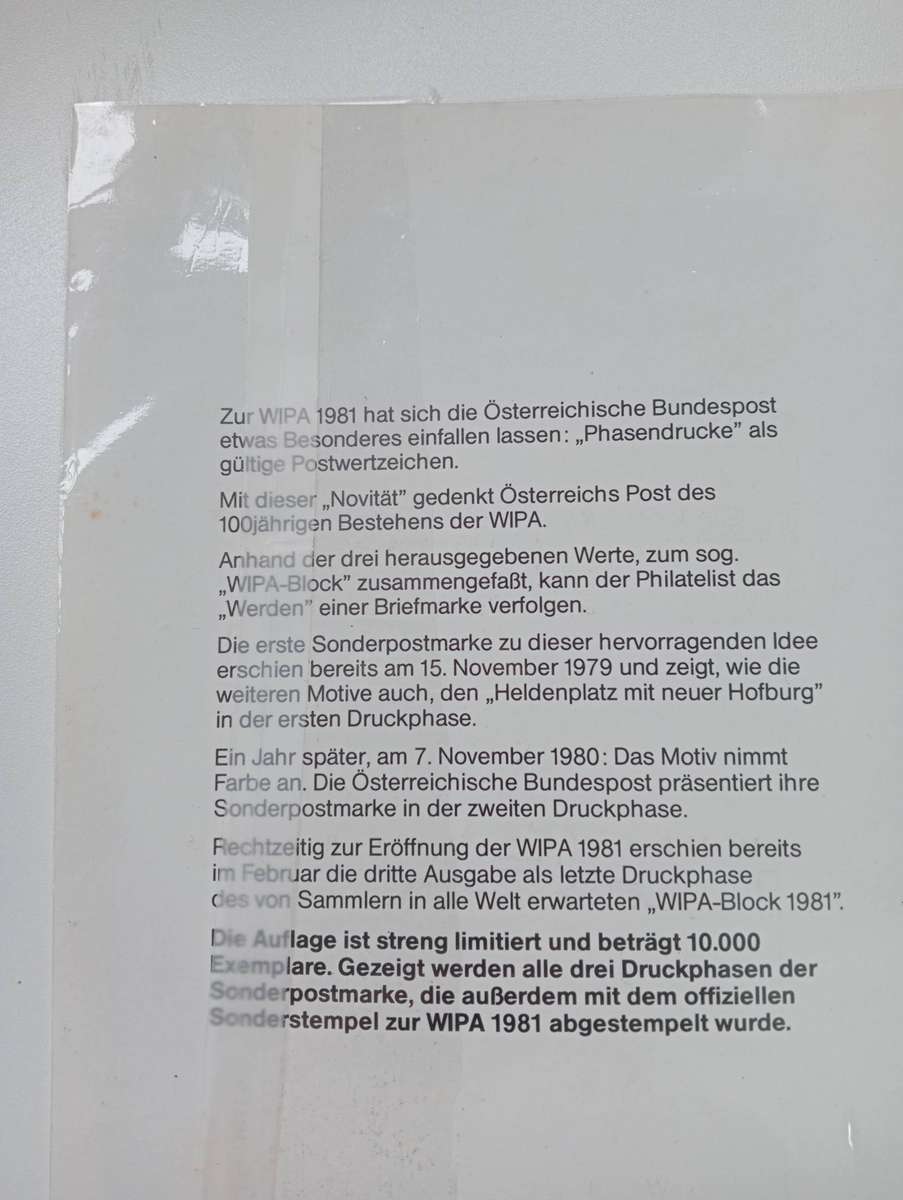 Zur WIPA 1981 hat sich die Österreichische Bundespost
etwas Besonderes einfallen lassen: „Phasendrucke” als
gültige Postwertzeichen.
Mit dieser „Novität” gedenkt Österreichs Post des
100jährigen Bestehens der WIPA.
Anhand der drei herausgegebenen Werte, zum sog.
„WIPA-Block” zusammengefaßt, kann der Philatelist das
„Werden” einer Briefmarke verfolgen.
Die erste Sonderpostmarke zu dieser hervorragenden Idee
erschien bereits am 15. November 1979 und zeigt, wie die
weiteren Motive auch, den „Heldenplatz mit neuer Hofburg”
in der ersten Druckphase.
Ein Jahr später, am 7. November 1980: Das Motiv nimmt
Farbe an. Die Österreichische Bundespost präsentiert ihre
Sonderpostmarke in der zweiten Druckphase.
Rechtzeitig zur Eröffnung der WIPA 1981 erschien bereits
im Februar die dritte Ausgabe als letzte Druckphase
des von Sammlern in alle Welt erwarteten „WIPA-Block 1981”.
Die Auflage ist streng limitiert und beträgt 10.000
Exemplare. Gezeigt werden alle drei Druckphasen der
Sonderpostmarke, die außerdem mit dem offiziellen
Sonderstempel zur WIPA 1981 abgestempelt wurde.